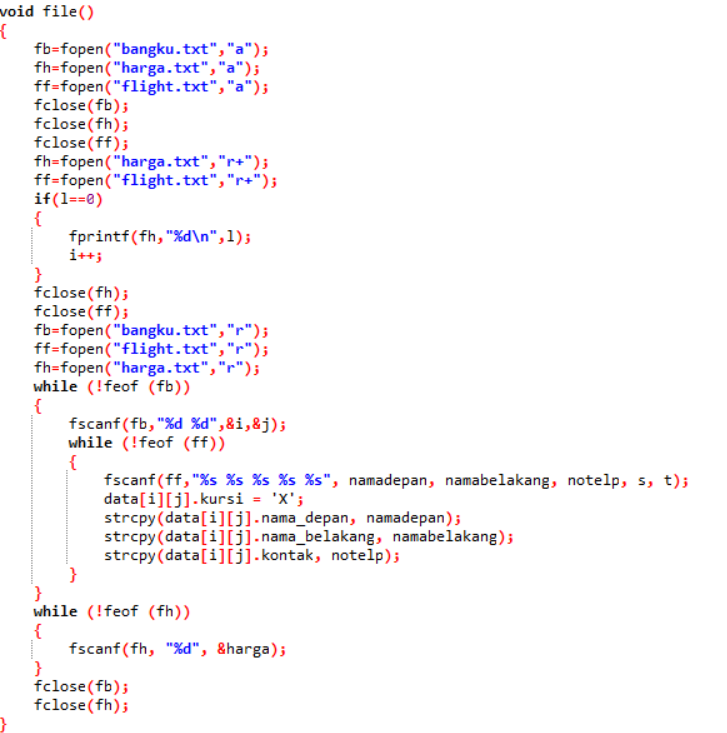 void file()
{
    fb=fopen("bangku.txt","a");
    fh=fopen("harga.txt","a");
    ff=fopen("flight.txt","a");
    fclose(fb);
    fclose(fh);
    fclose(ff);
    fh=fopen("harga.txt","r+");
    ff=fopen("flight.txt","r+");
    if(l==0)
    {
        fprintf(fh,"%d\n",l);
        i++;
    }
    fclose(fh);
    fclose(ff);
    fb=fopen("bangku.txt","r");
    ff=fopen("flight.txt","r");
    fh=fopen("harga.txt","r");
    while (!feof (fb))
    {
        fscanf(fb,"%d %d",&i,&j);
        while (!feof (ff))
        {
            fscanf(ff,"%s %s %s %s %s", namadepan, namabelakang, notelp, s, t);
            data[i][j].kursi = 'X';
            strcpy(data[i][j].nama_depan, namadepan);
            strcpy(data[i][j].nama_belakang, namabelakang);
            strcpy(data[i][j].kontak, notelp);
        }
    }
    while (!feof (fh))
    {
        fscanf(fh, "%d", &harga);
    }
    fclose(fb);
    fclose(fh);
}